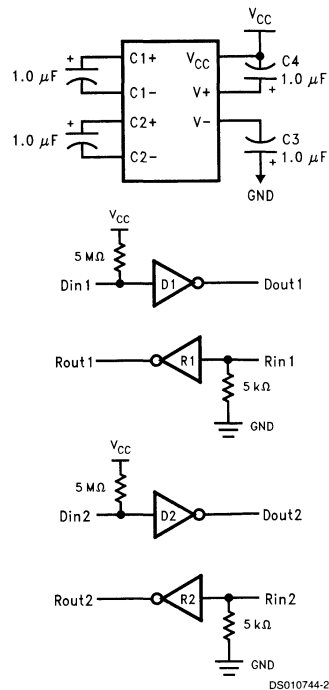 VCC
C4
1.0 μF
+
C1+
VCC
C1-
V+
+
1.0 μF
+
C2+
V-
C2-
1.0 μF
C3
+
1.0 μF
GND
VCC
5 MΩ
Din1
D1
Dout1
Rout1
R1
Rin1
5 kΩ
GND
VCC
5 MΩ
Din2
D2
Dout2
Rout2
R2
Rin2
5 kΩ
GND
DS010744-2